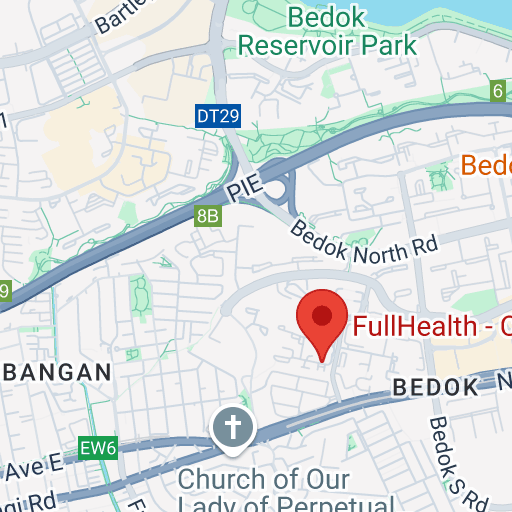 Bartle
Bedok
Reservoir Park
6
DT29
1
Bedo
PIE
8B
Bedok North Rd
9
FullHealth - C
BANGAN
BEDOK
N
EW6
Ave E
Bedok S Rd
Church of Our
Lady of Perpetual
gi Rd
F